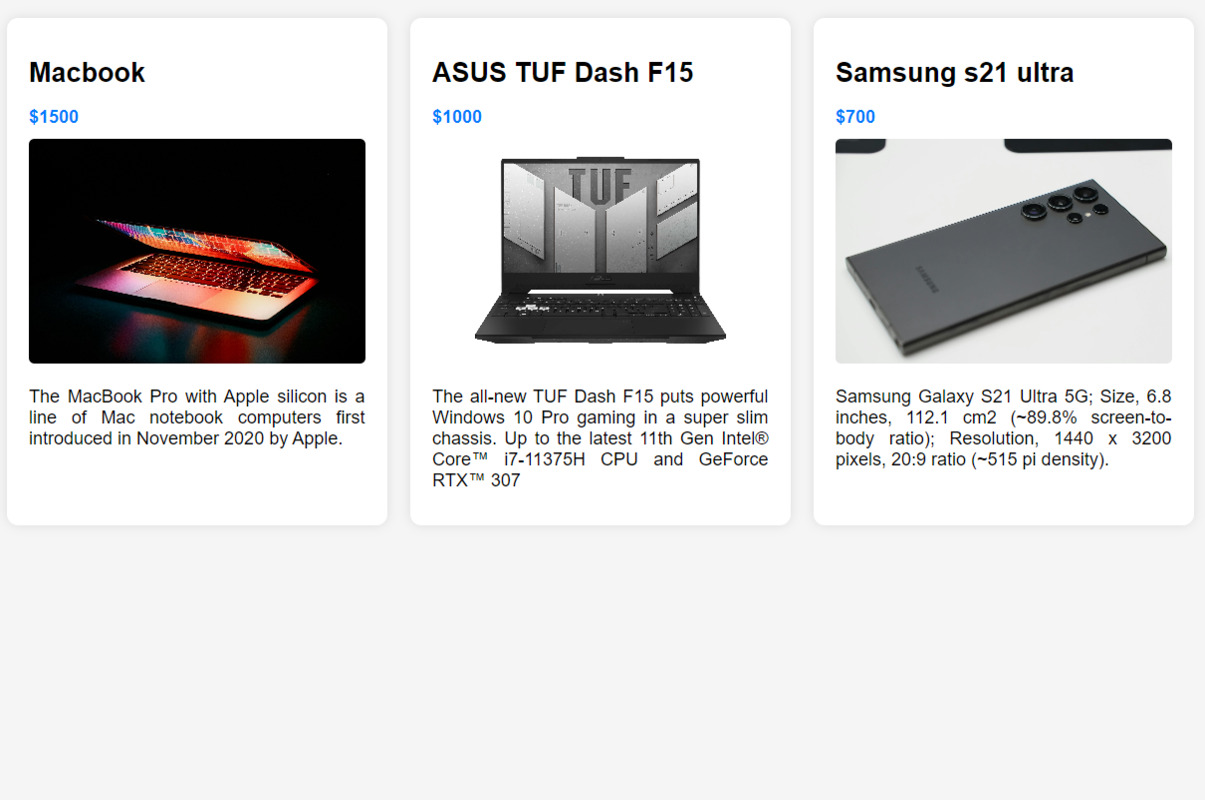 Macbook
$1500
The MacBook Pro with Apple silicon is a
line of Mac notebook computers first
introduced in November 2020 by Apple.
ASUS TUF Dash F15
$1000
TUF
The all-new TUF Dash F15 puts powerful
Windows 10 Pro gaming in a super slim
chassis. Up to the latest 11th Gen Intel®
Core™ i7-11375H CPU and GeForce
RTX™ 307
Samsung s21 ultra
$700
SAMSUNG
Samsung Galaxy S21 Ultra 5G; Size, 6.8
inches, 112.1 cm2 (~89.8% screen-to-
body ratio); Resolution, 1440 x 3200
pixels, 20:9 ratio (~515 pi density).